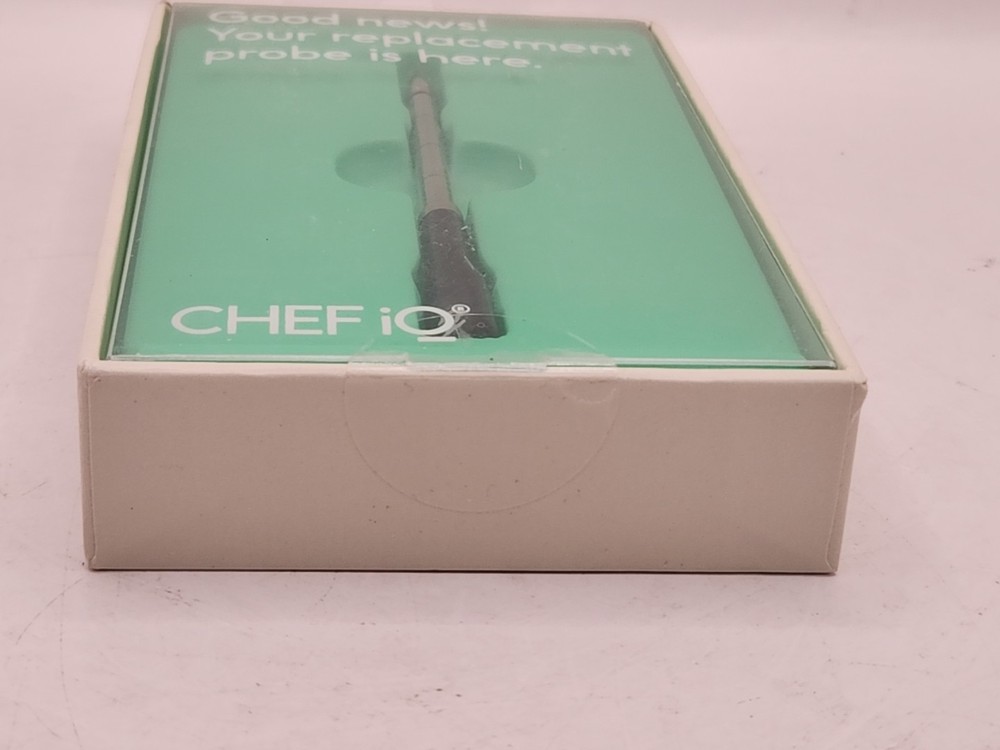 Good news!
Your replacement
probe is here.
CHEF iQ®